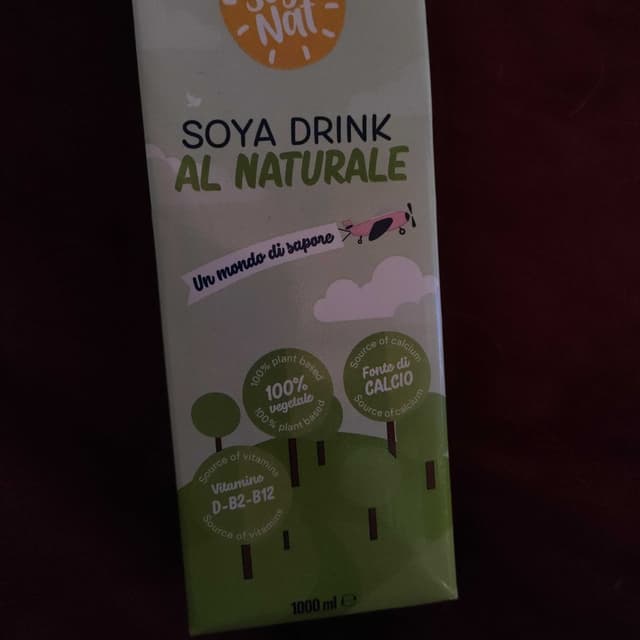 Nat
SOYA DRINK
AL NATURALE
Un mondo di sapore
100% plant based
100%
vegetale
100% plant based
Source of calcium
Fonte di
CALCIO
Source of calcium
Source of vitamins
Vitamine
D-B2-B12
Source of vitamins
1000 ml ℮